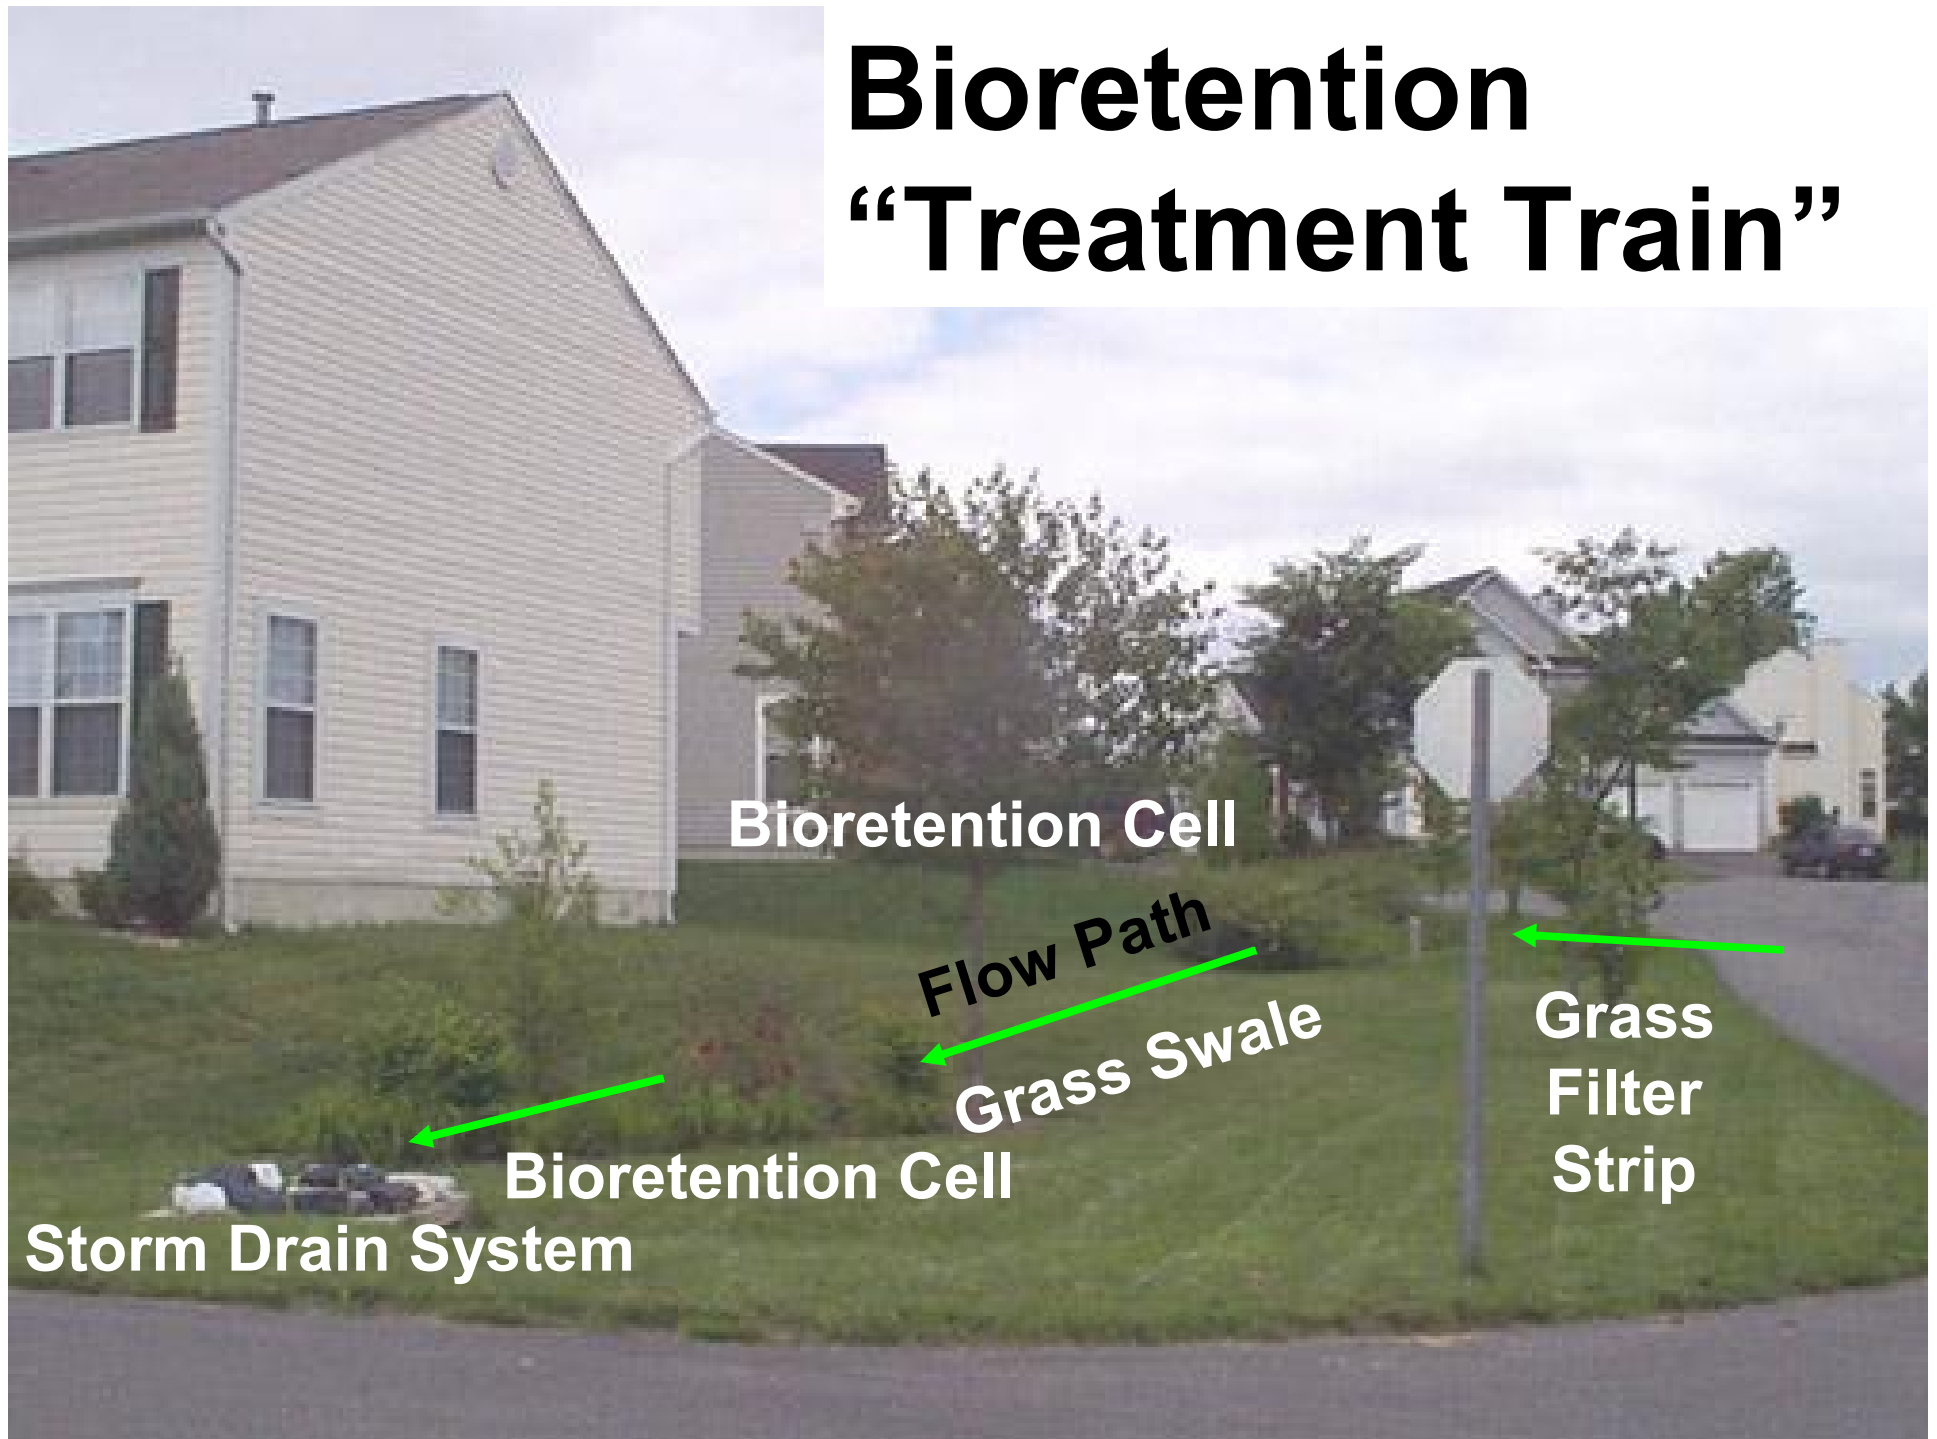 Bioretention
“Treatment Train”
Bioretention Cell
Flow Path
Grass Swale
Grass
Filter
Strip
Bioretention Cell
Storm Drain System